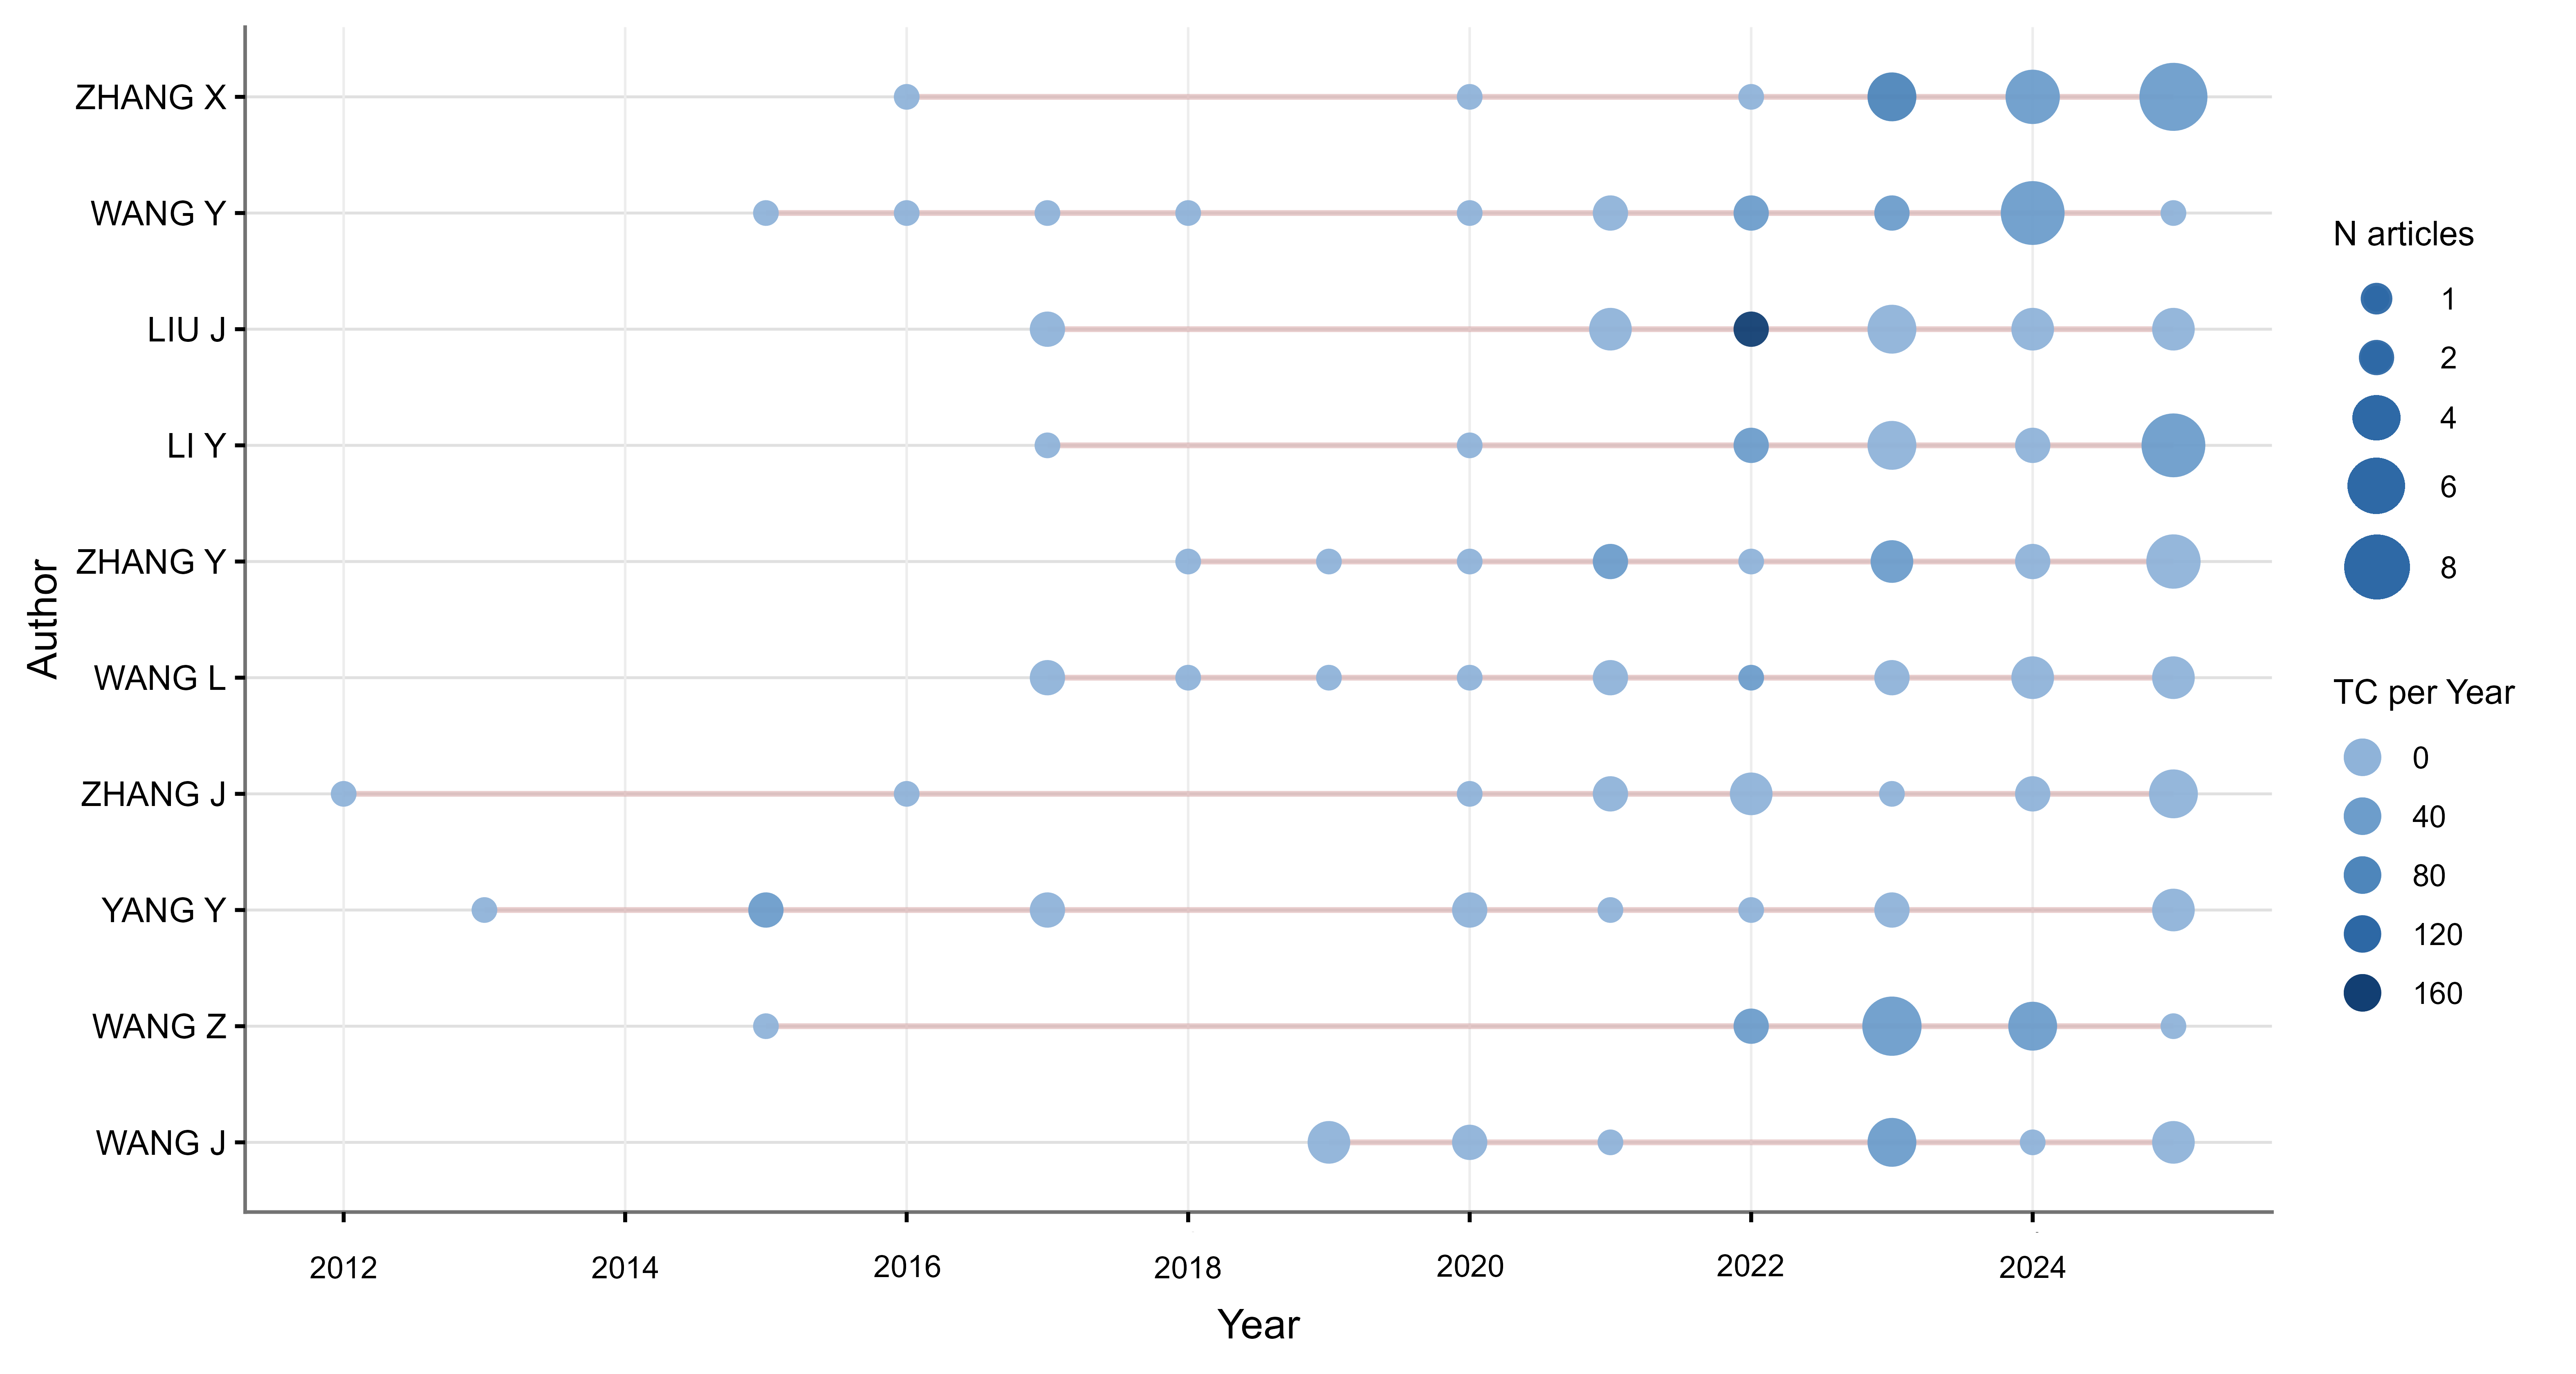 ZHANG X
WANG Y
LIU J
LI Y
ZHANG Y
WANG L
ZHANG J
YANG Y
WANG Z
WANG J
Author
2012 2014 2016 2018 2020 2022 2024
Year
N articles
1
2
4
6
8
TC per Year
0
40
80
120
160